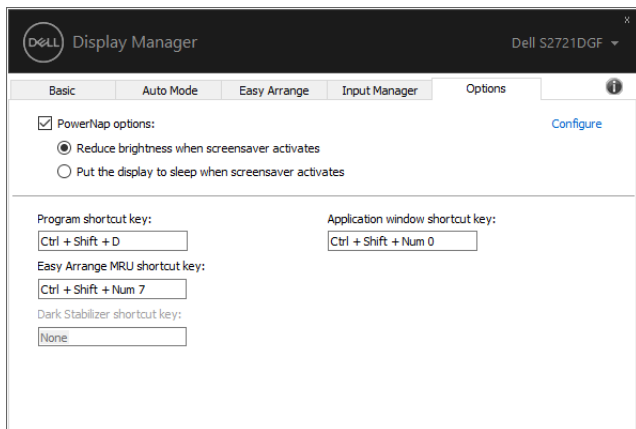 x
DELL Display Manager Dell S2721DGF
Basic Auto Mode Easy Arrange Input Manager Options i
PowerNap options: Configure
Reduce brightness when screensaver activates
Put the display to sleep when screensaver activates
Program shortcut key: Application window shortcut key:
Ctrl + Shift + D Ctrl + Shift + Num 0
Easy Arrange MRU shortcut key:
Ctrl + Shift + Num 7
Dark Stabilizer shortcut key:
None